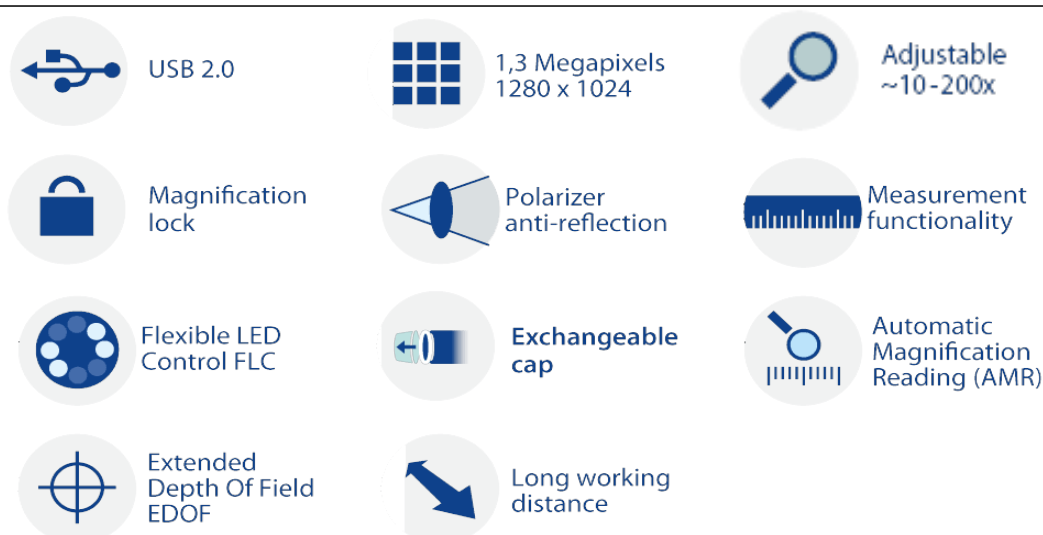 USB 2.0
1,3 Megapixels
1280 x 1024
Adjustable
~10-200x
Magnification
lock
Polarizer
anti-reflection
Measurement
functionality
Flexible LED
Control FLC
Exchangeable
cap
Automatic
Magnification
Reading (AMR)
Extended
Depth Of Field
EDOF
Long working
distance